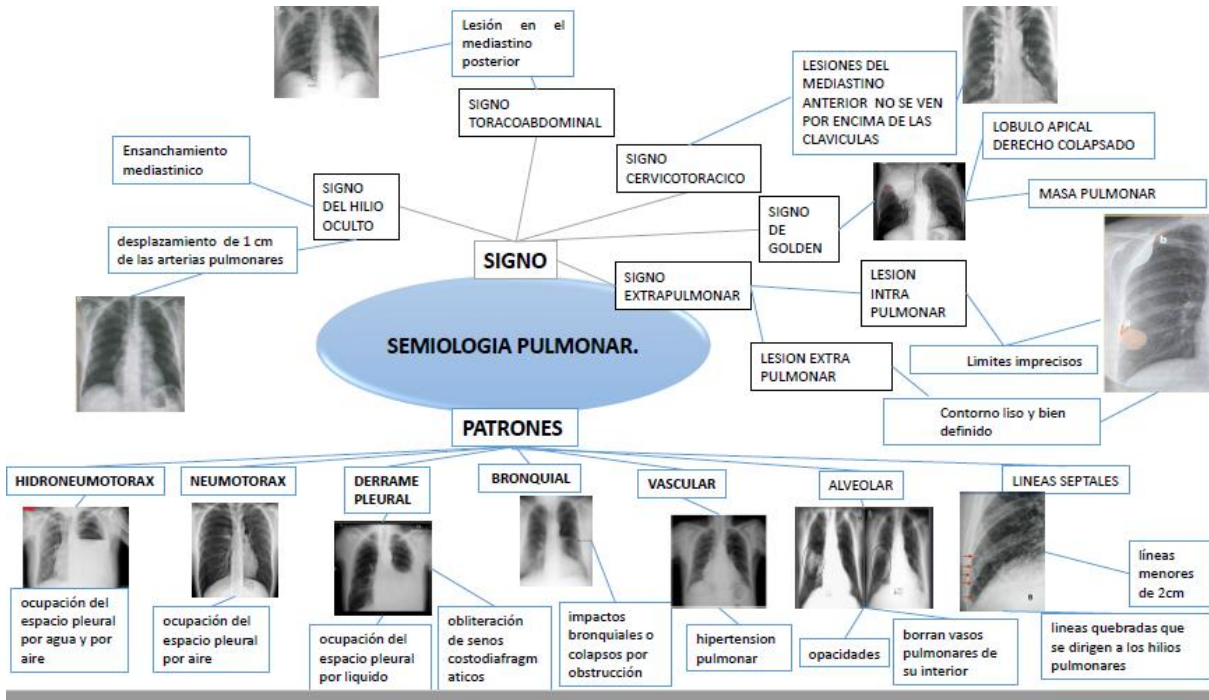 Lesión en el
mediastino
posterior
SIGNO
TORACOABDOMINAL
LESIONES DEL
MEDIASTINO
ANTERIOR NO SE VEN
POR ENCIMA DE LAS
CLAVICULAS
LOBULO APICAL
DERECHO COLAPSADO
MASA PULMONAR
Ensanchamiento
mediastinico
SIGNO
DEL HILIO
OCULTO
SIGNO
CERVICOTORACICO
SIGNO
DE
GOLDEN
desplazamiento de 1 cm
de las arterias pulmonares
SIGNO
SIGNO
EXTRAPULMONAR
LESION
INTRA
PULMONAR
b
a
SEMIOLOGIA PULMONAR.
LESION EXTRA
PULMONAR
Limites imprecisos
Contorno liso y bien
definido
PATRONES
HIDRONEUMOTORAX
ocupación del
espacio pleural
por agua y por
aire
NEUMOTORAX
ocupación del
espacio pleural
por aire
DERRAME
PLEURAL
ocupación del
espacio pleural
por liquido
obliteración
de senos
costodiafragm
aticos
BRONQUIAL
impactos
bronquiales o
colapsos por
obstrucción
VASCULAR
hipertension
pulmonar
ALVEOLAR
opacidades
borran vasos
pulmonares de
su interior
LINEAS SEPTALES
B
líneas
menores
de 2cm
lineas quebradas que
se dirigen a los hilios
pulmonares